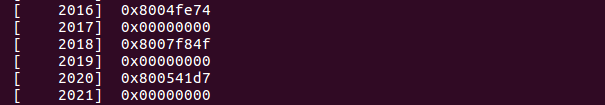 [    2016]  0x8004fe74
[    2017]  0x00000000
[    2018]  0x8007f84f
[    2019]  0x00000000
[    2020]  0x800541d7
[    2021]  0x00000000